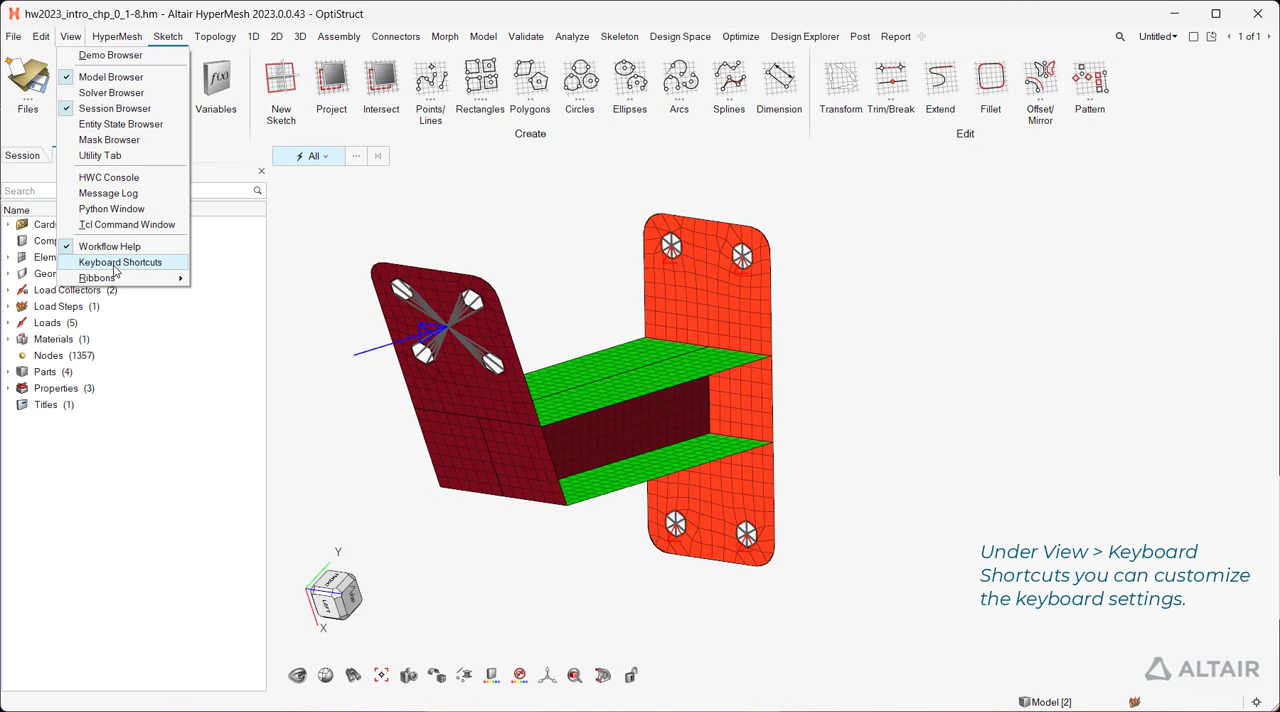 hw2023_intro_chp_0_1-8.hm - Altair HyperMesh 2023.0.0.43 - OptiStruct
File Edit View HyperMesh Sketch Topology 1D 2D 3D Assembly Connectors Morph Model Validate Analyze Skeleton Design Space Optimize Design Explorer Post Report Untitled 1 of 1
Demo Browser
Model Browser
Solver Browser
Session Browser
Entity State Browser
Mask Browser
Utility Tab
HWC Console
Message Log
Python Window
Tcl Command Window
Workflow Help
Keyboard Shortcuts
Ribbons
Files Variables New Sketch Project Intersect Points/ Lines Rectangles Polygons Circles Ellipses Arcs Splines Dimension Transform Trim/Break Extend Fillet Offset/ Mirror Pattern
Create Edit
Session
All
Search
Name
Cards
Comp
Elem
Geor
Load Collectors (2)
Load Steps (1)
Loads (5)
Materials (1)
Nodes (1357)
Parts (4)
Properties (3)
Titles (1)
Y
X
LEFT
Under View > Keyboard
Shortcuts you can customize
the keyboard settings.
ALTAIR
Model [2]